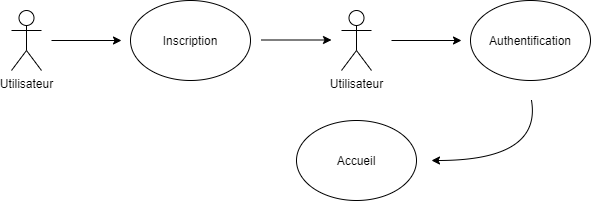 Utilisateur
Inscription
Utilisateur
Authentification
Accueil